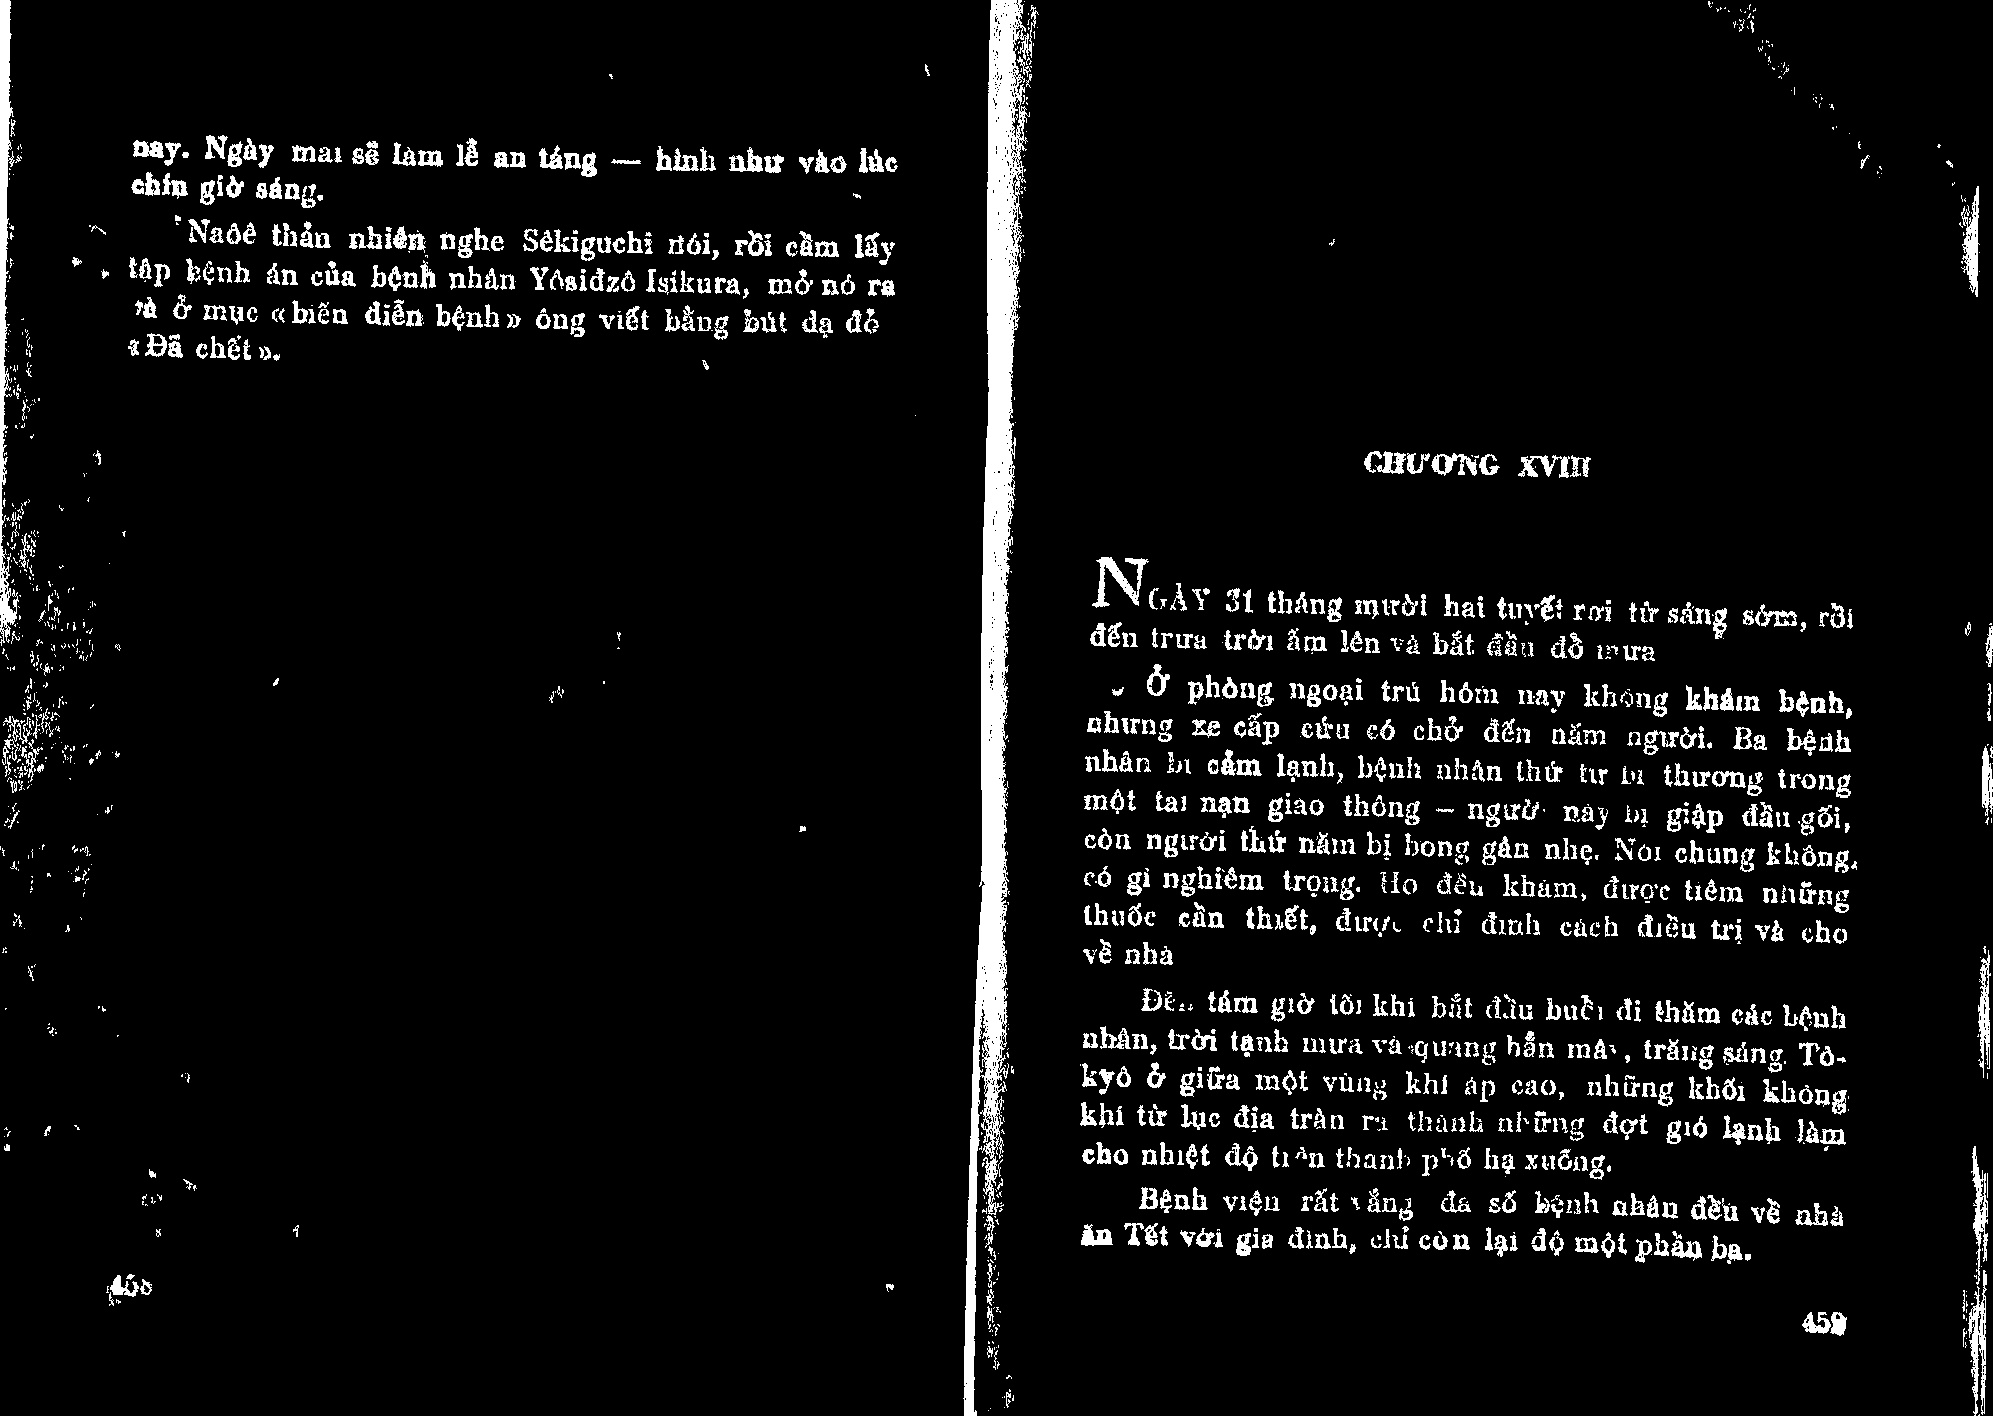 nay. Ngày mai sẽ làm lễ an táng — hình như vào lúc
chín giờ sáng.
Naôê thản nhiên nghe Sêkiguchi nói, rồi cầm lấy
tập bệnh án của bệnh nhân Yôsidzô Isikura, mở nó ra
và ở mục «biến diễn bệnh» ông viết bằng bút dạ đỏ
«Đã chết».
458
CHƯƠNG XVIII
NGÀY 31 tháng mười hai tuyết rơi từ sáng sớm, rồi
đến trưa trời ấm lên và bắt đầu đổ mưa
Ở phòng ngoại trú hôm nay không khám bệnh,
nhưng xe cấp cứu có chở đến năm người. Ba bệnh
nhân bị cảm lạnh, bệnh nhân thứ tư bị thương trong
một tai nạn giao thông — người này bị giập đầu gối,
còn người thứ năm bị bong gân nhẹ. Nói chung không
có gì nghiêm trọng. Họ đều khám, được tiêm những
thuốc cần thiết, được chỉ định cách điều trị và cho
về nhà
Đến tám giờ tối khi bắt đầu buổi đi thăm các bệnh
nhân, trời tạnh mưa và quang hẳn mây, trăng sáng. Tô-
kyô ở giữa một vùng khí áp cao, những khối không
khí từ lục địa tràn ra thành những đợt gió lạnh làm
cho nhiệt độ trên thành phố hạ xuống.
Bệnh viện rất vắng đa số bệnh nhân đều về nhà
ăn Tết với gia đình, chỉ còn lại độ một phần ba.
459